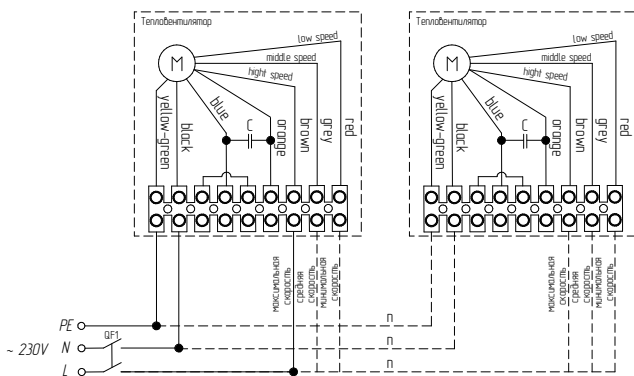 Тепловентилятор
low speed
middle speed
hight speed
M
yellow-green
black
blue
C
orange
brown
grey
red
максимальная
скорость
средняя
скорость
минимальная
скорость
Тепловентилятор
low speed
middle speed
hight speed
M
yellow-green
black
blue
C
orange
brown
grey
red
максимальная
скорость
средняя
скорость
минимальная
скорость
PE
n
~ 230V
N
QF1
n
L
n